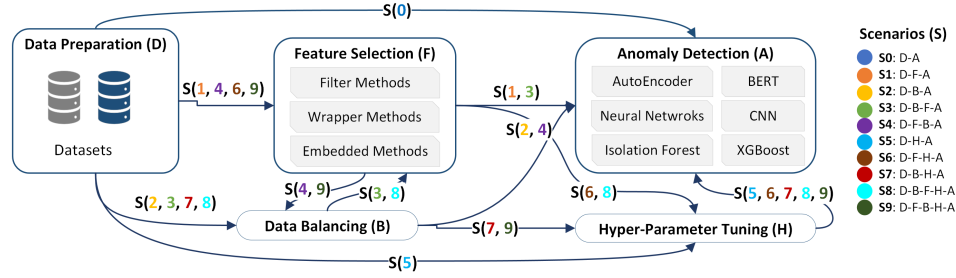 S(0)
Data Preparation (D)
Datasets
S(1, 4, 6, 9)
Feature Selection (F)
Filter Methods
Wrapper Methods
Embedded Methods
S(1, 3)
S(2, 4)
Anomaly Detection (A)
AutoEncoder
BERT
Neural Netwroks
CNN
Isolation Forest
XGBoost
S(4, 9)
S(3, 8)
S(6, 8)
S(5, 6, 7, 8, 9)
S(2, 3, 7, 8)
Data Balancing (B)
S(7, 9)
Hyper-Parameter Tuning (H)
S(5)
Scenarios (S)
S0: D-A
S1: D-F-A
S2: D-B-A
S3: D-B-F-A
S4: D-F-B-A
S5: D-H-A
S6: D-F-H-A
S7: D-B-H-A
S8: D-B-F-H-A
S9: D-F-B-H-A